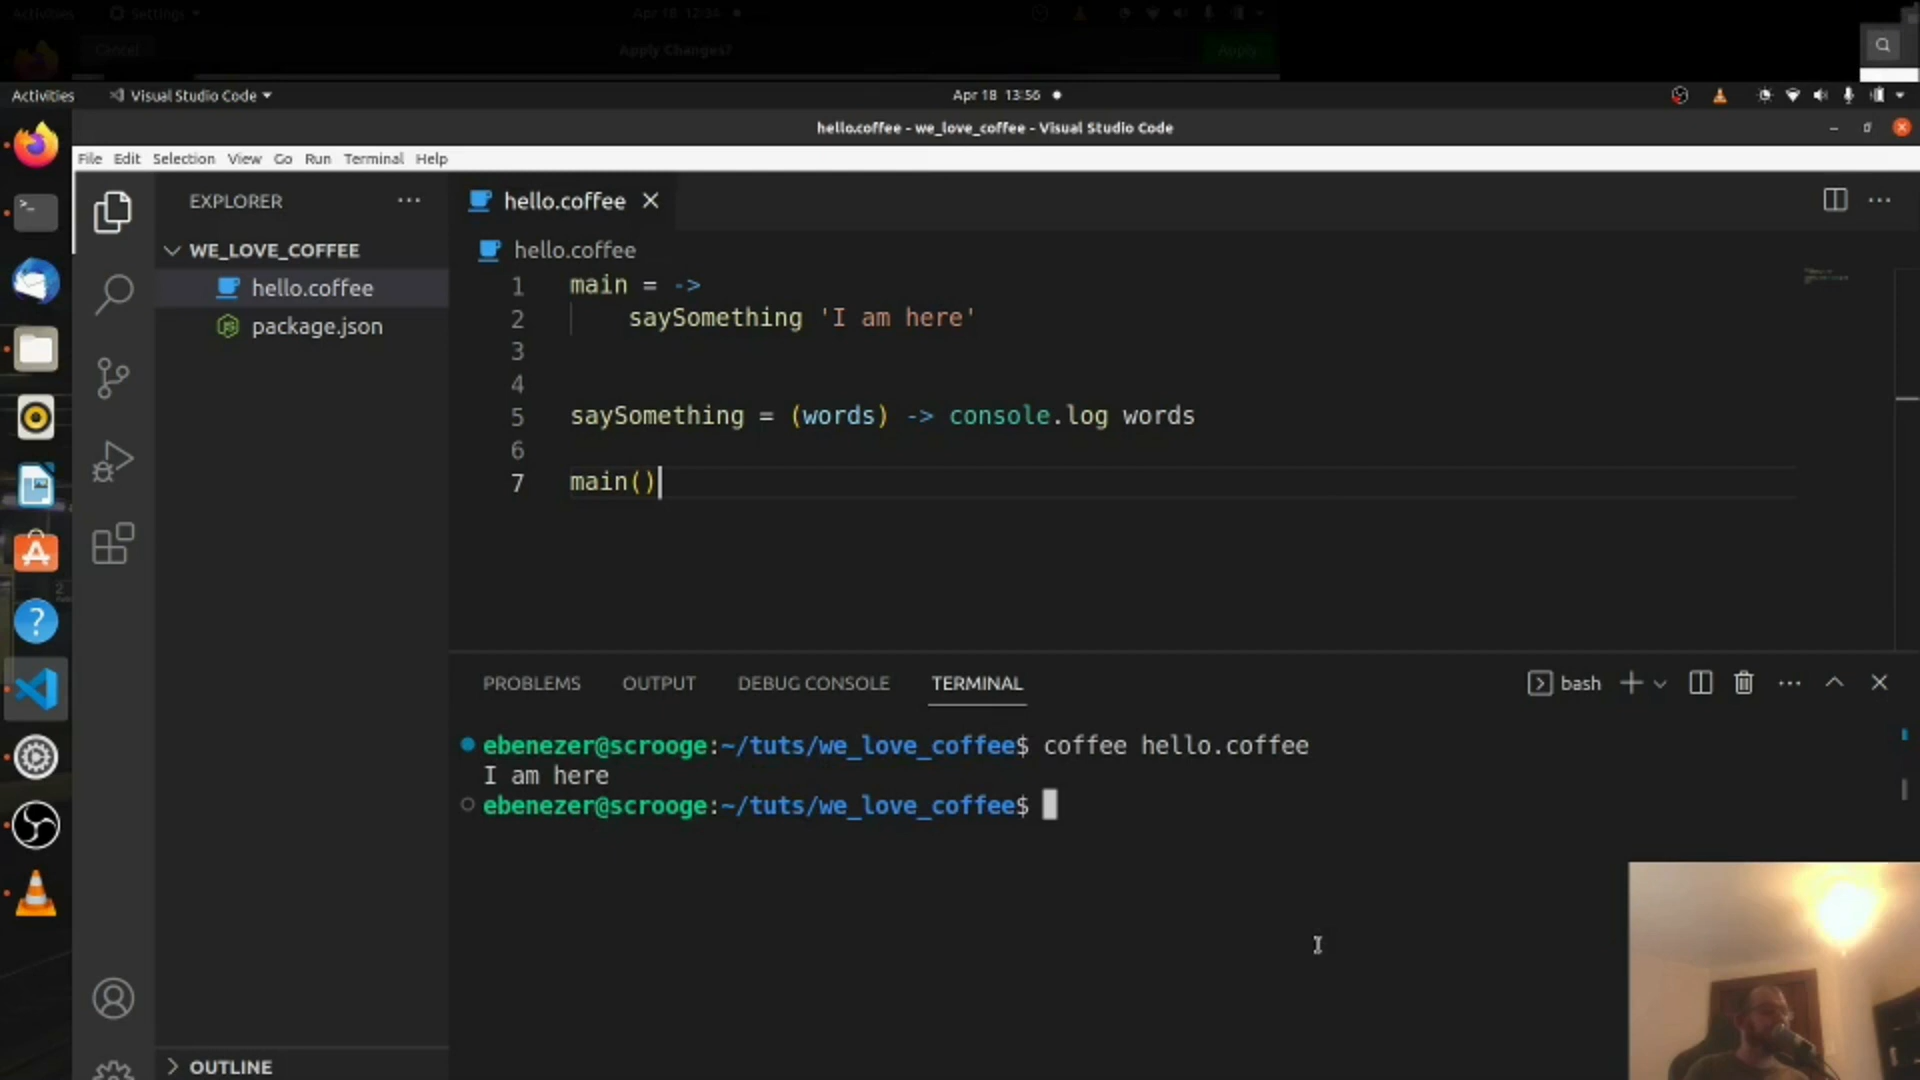 Activities Settings Apr 18 12:34
Cancel Apply Changes? Apply
Activities Visual Studio Code Apr 18 13:56
hello.coffee - we_love_coffee - Visual Studio Code
File Edit Selection View Go Run Terminal Help
EXPLORER
hello.coffee
WE_LOVE_COFFEE
hello.coffee
package.json
hello.coffee
1 main = ->
2 saySomething 'I am here'
3
4
5 saySomething = (words) -> console.log words
6
7 main()
PROBLEMS OUTPUT DEBUG CONSOLE TERMINAL
bash
ebenezer@scrooge:~/tuts/we_love_coffee$ coffee hello.coffee
I am here
ebenezer@scrooge:~/tuts/we_love_coffee$
OUTLINE